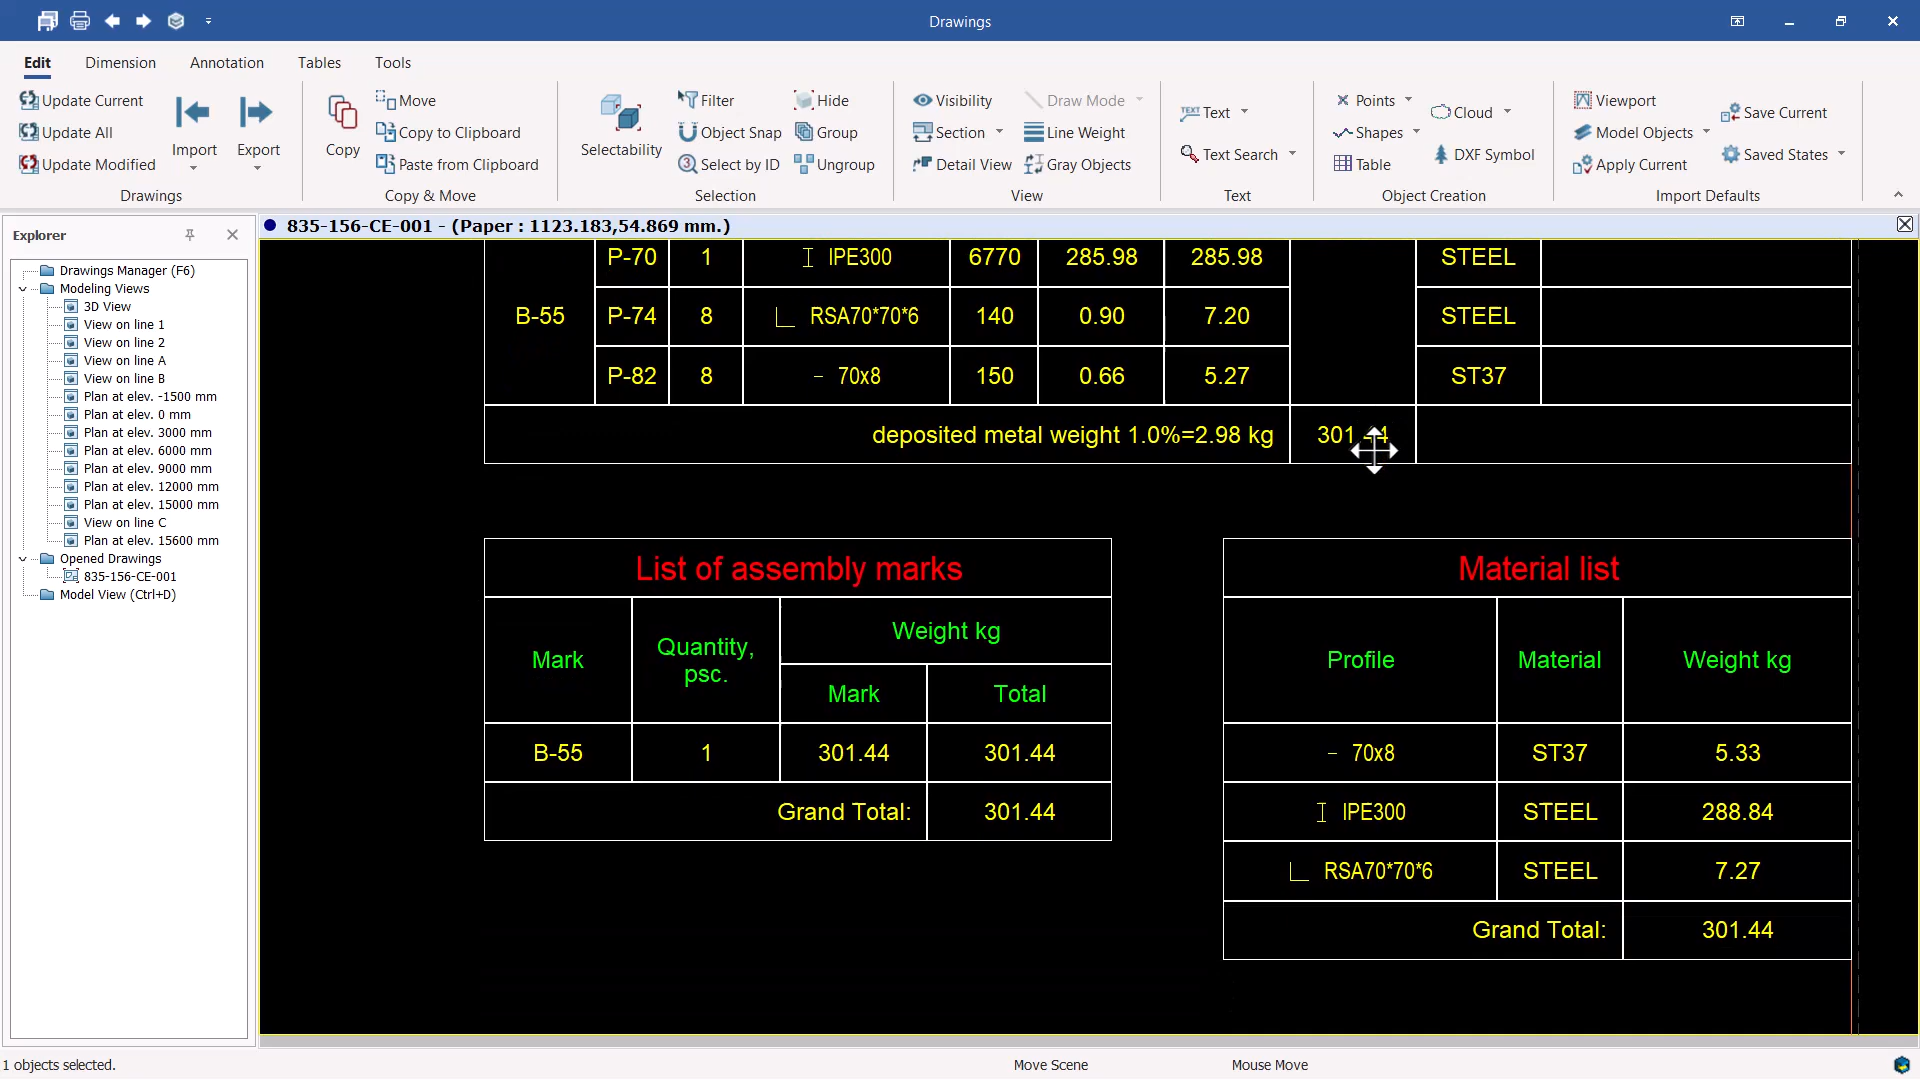 Drawings
Edit
Dimension
Annotation
Tables
Tools
Update Current
Update All
Update Modified
Import
Export
Drawings
Copy
Move
Copy to Clipboard
Paste from Clipboard
Copy & Move
Selectability
Filter
Object Snap
Select by ID
Hide
Group
Ungroup
Selection
Visibility
Section
Detail View
Draw Mode
Line Weight
Gray Objects
View
TEXT Text
Text Search
Text
Points
Shapes
Table
Cloud
DXF Symbol
Object Creation
Viewport
Model Objects
Apply Current
Save Current
Saved States
Import Defaults
Explorer
Drawings Manager (F6)
Modeling Views
3D View
View on line 1
View on line 2
View on line A
View on line B
Plan at elev. -1500 mm
Plan at elev. 0 mm
Plan at elev. 3000 mm
Plan at elev. 6000 mm
Plan at elev. 9000 mm
Plan at elev. 12000 mm
Plan at elev. 15000 mm
View on line C
Plan at elev. 15600 mm
Opened Drawings
835-156-CE-001
Model View (Ctrl+D)
835-156-CE-001 - (Paper : 1123.183,54.869 mm.)
P-70 1 IPE300 6770 285.98 285.98 STEEL
B-55 P-74 8 RSA70*70*6 140 0.90 7.20 STEEL
P-82 8 – 70x8 150 0.66 5.27 ST37
deposited metal weight 1.0%=2.98 kg 301.44
List of assembly marks
Mark
Quantity, psc.
Weight kg
Mark Total
B-55 1 301.44 301.44
Grand Total: 301.44
Material list
Profile Material Weight kg
– 70x8 ST37 5.33
IPE300 STEEL 288.84
RSA70*70*6 STEEL 7.27
Grand Total: 301.44
1 objects selected.
Move Scene
Mouse Move